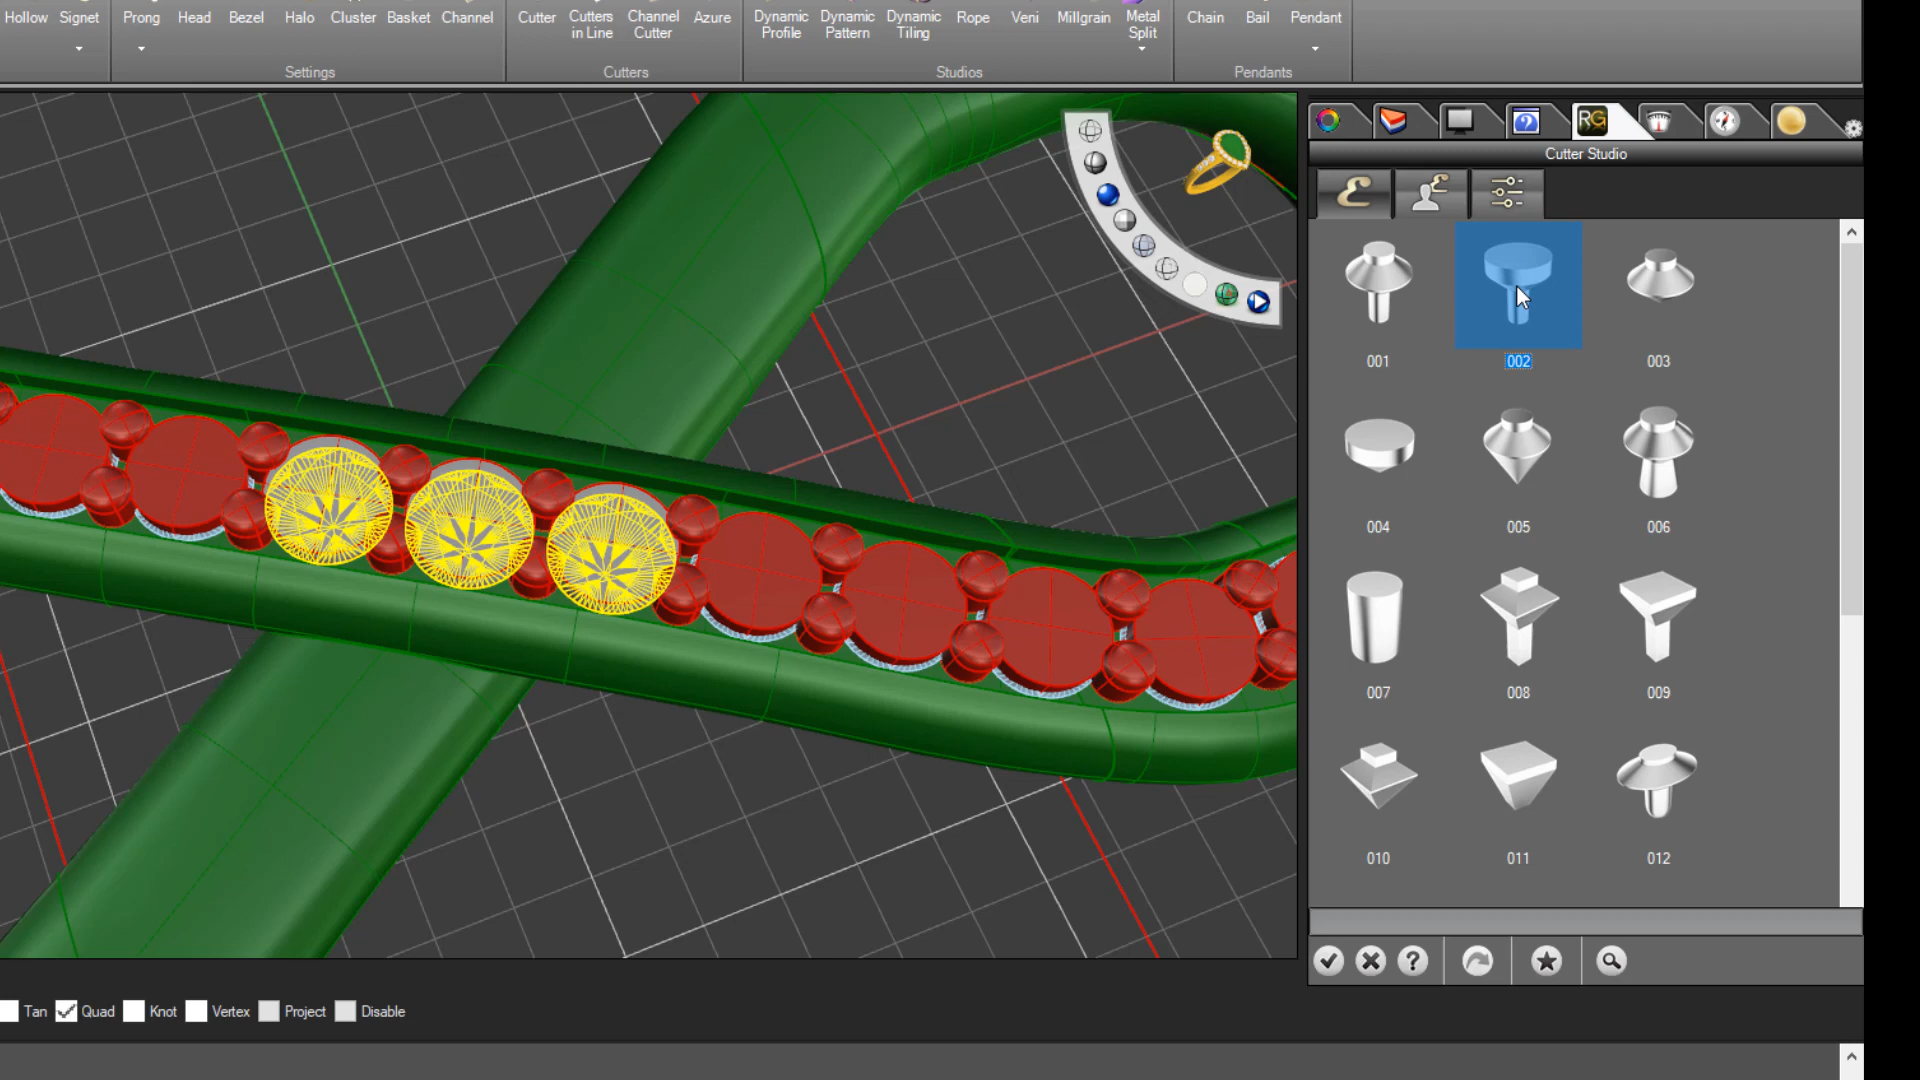 Hollow Signet Prong Head Bezel Halo Cluster Basket Channel Cutter Cutters in Line Channel Cutter Azure Dynamic Profile Dynamic Pattern Dynamic Tiling Rope Veni Millgrain Metal Split Chain Bail Pendant
Settings Cutters Studios Pendants
RG
Cutter Studio
001 002 003
004 005 006
007 008 009
010 011 012
Tan Quad Knot Vertex Project Disable